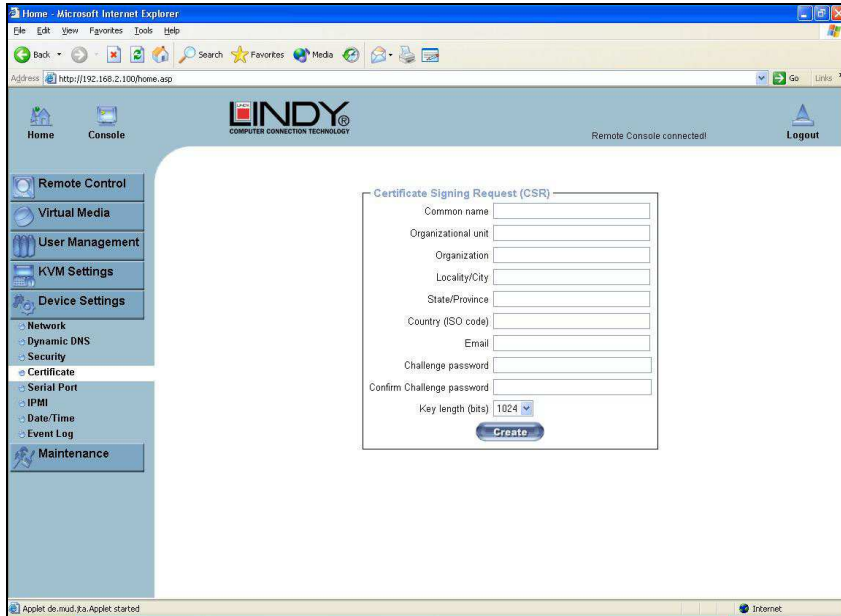 Home - Microsoft Internet Explorer
File Edit View Favorites Tools Help
Back Search Favorites Media
Address http://192.168.2.100/home.asp Go Links
Home Console
LINDY®
COMPUTER CONNECTION TECHNOLOGY
Remote Console connected!
Logout
Remote Control
Virtual Media
User Management
KVM Settings
Device Settings
Network
Dynamic DNS
Security
Certificate
Serial Port
IPMI
Date/Time
Event Log
Maintenance
Certificate Signing Request (CSR)
Common name
Organizational unit
Organization
Locality/City
State/Province
Country (ISO code)
Email
Challenge password
Confirm Challenge password
Key length (bits) 1024
Create
Applet de.mud.jta.Applet started Internet